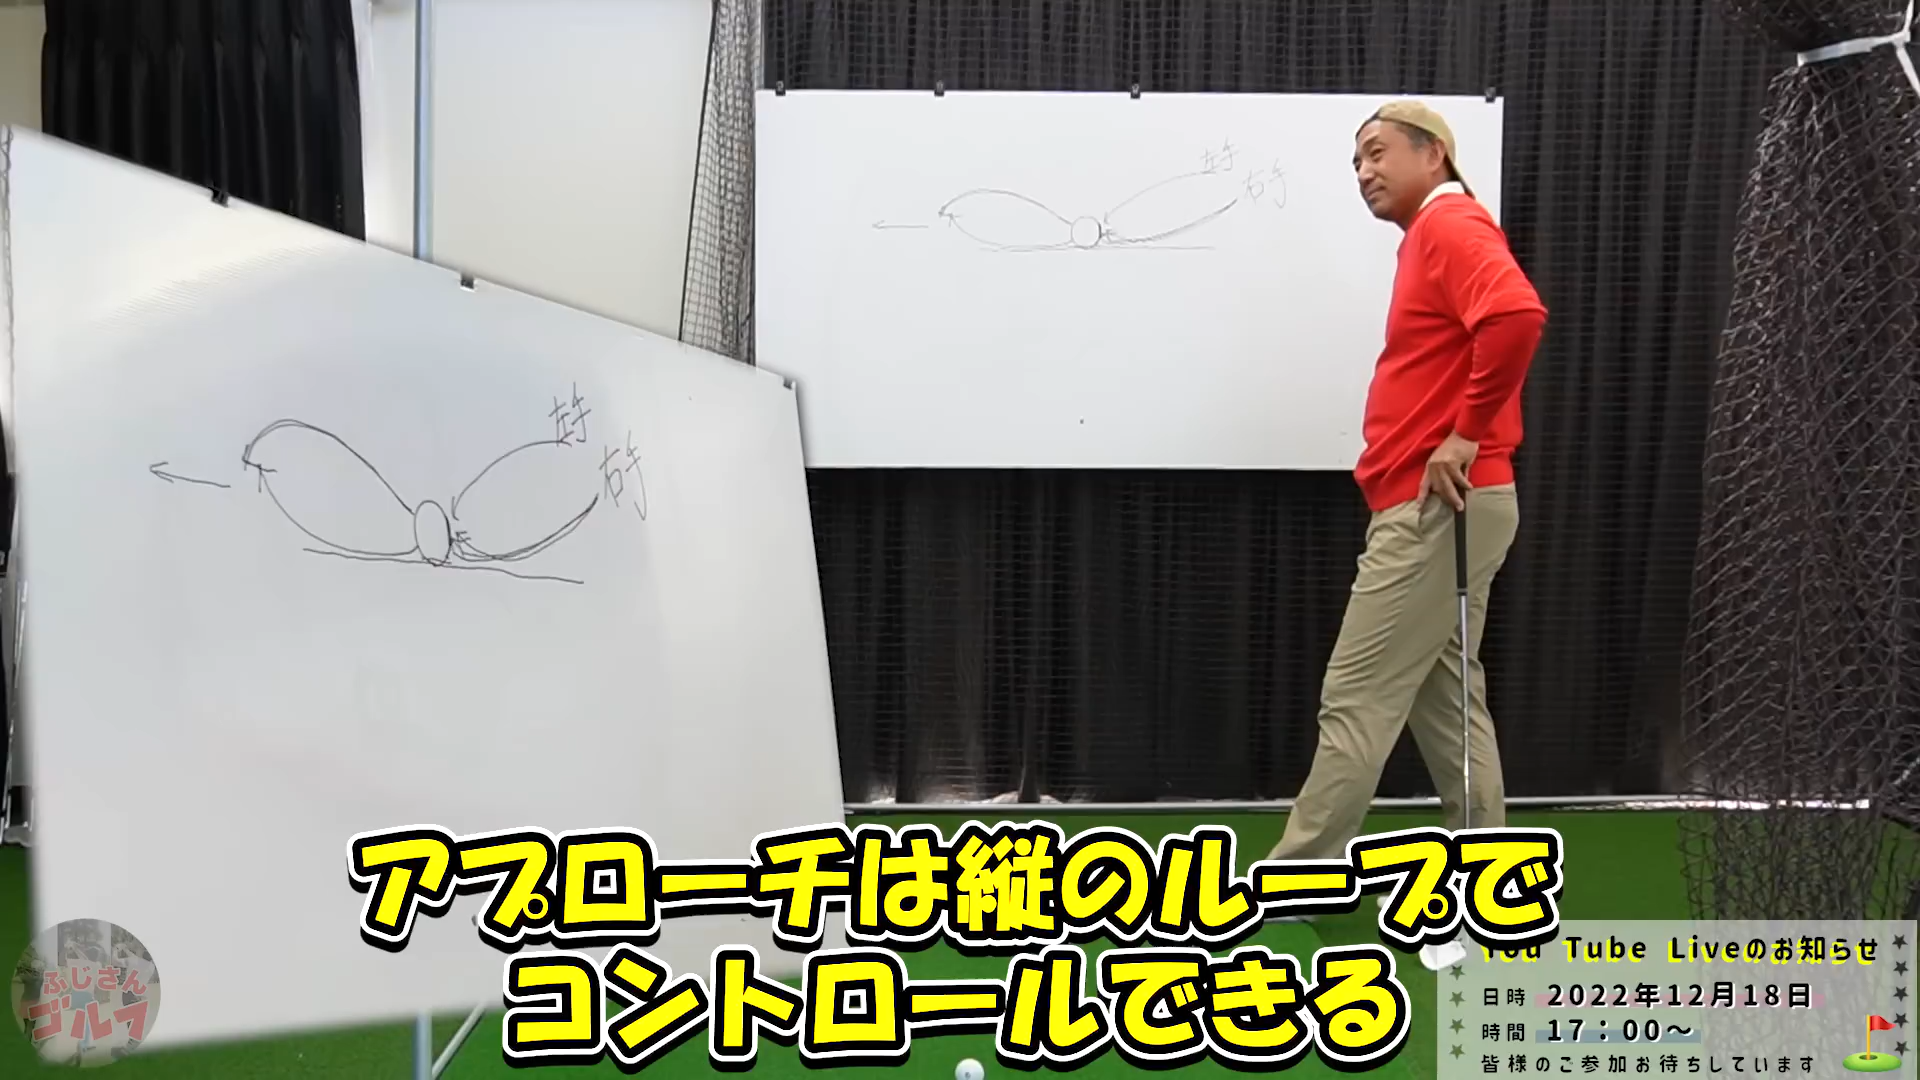 左手
右手
左手
右手
アプローチは縦のループで
コントロールできる
ふじさん
ゴルフ
You Tube Liveのお知らせ
日時 2022年12月18日
時間 17:00～
皆様のご参加お待ちしています